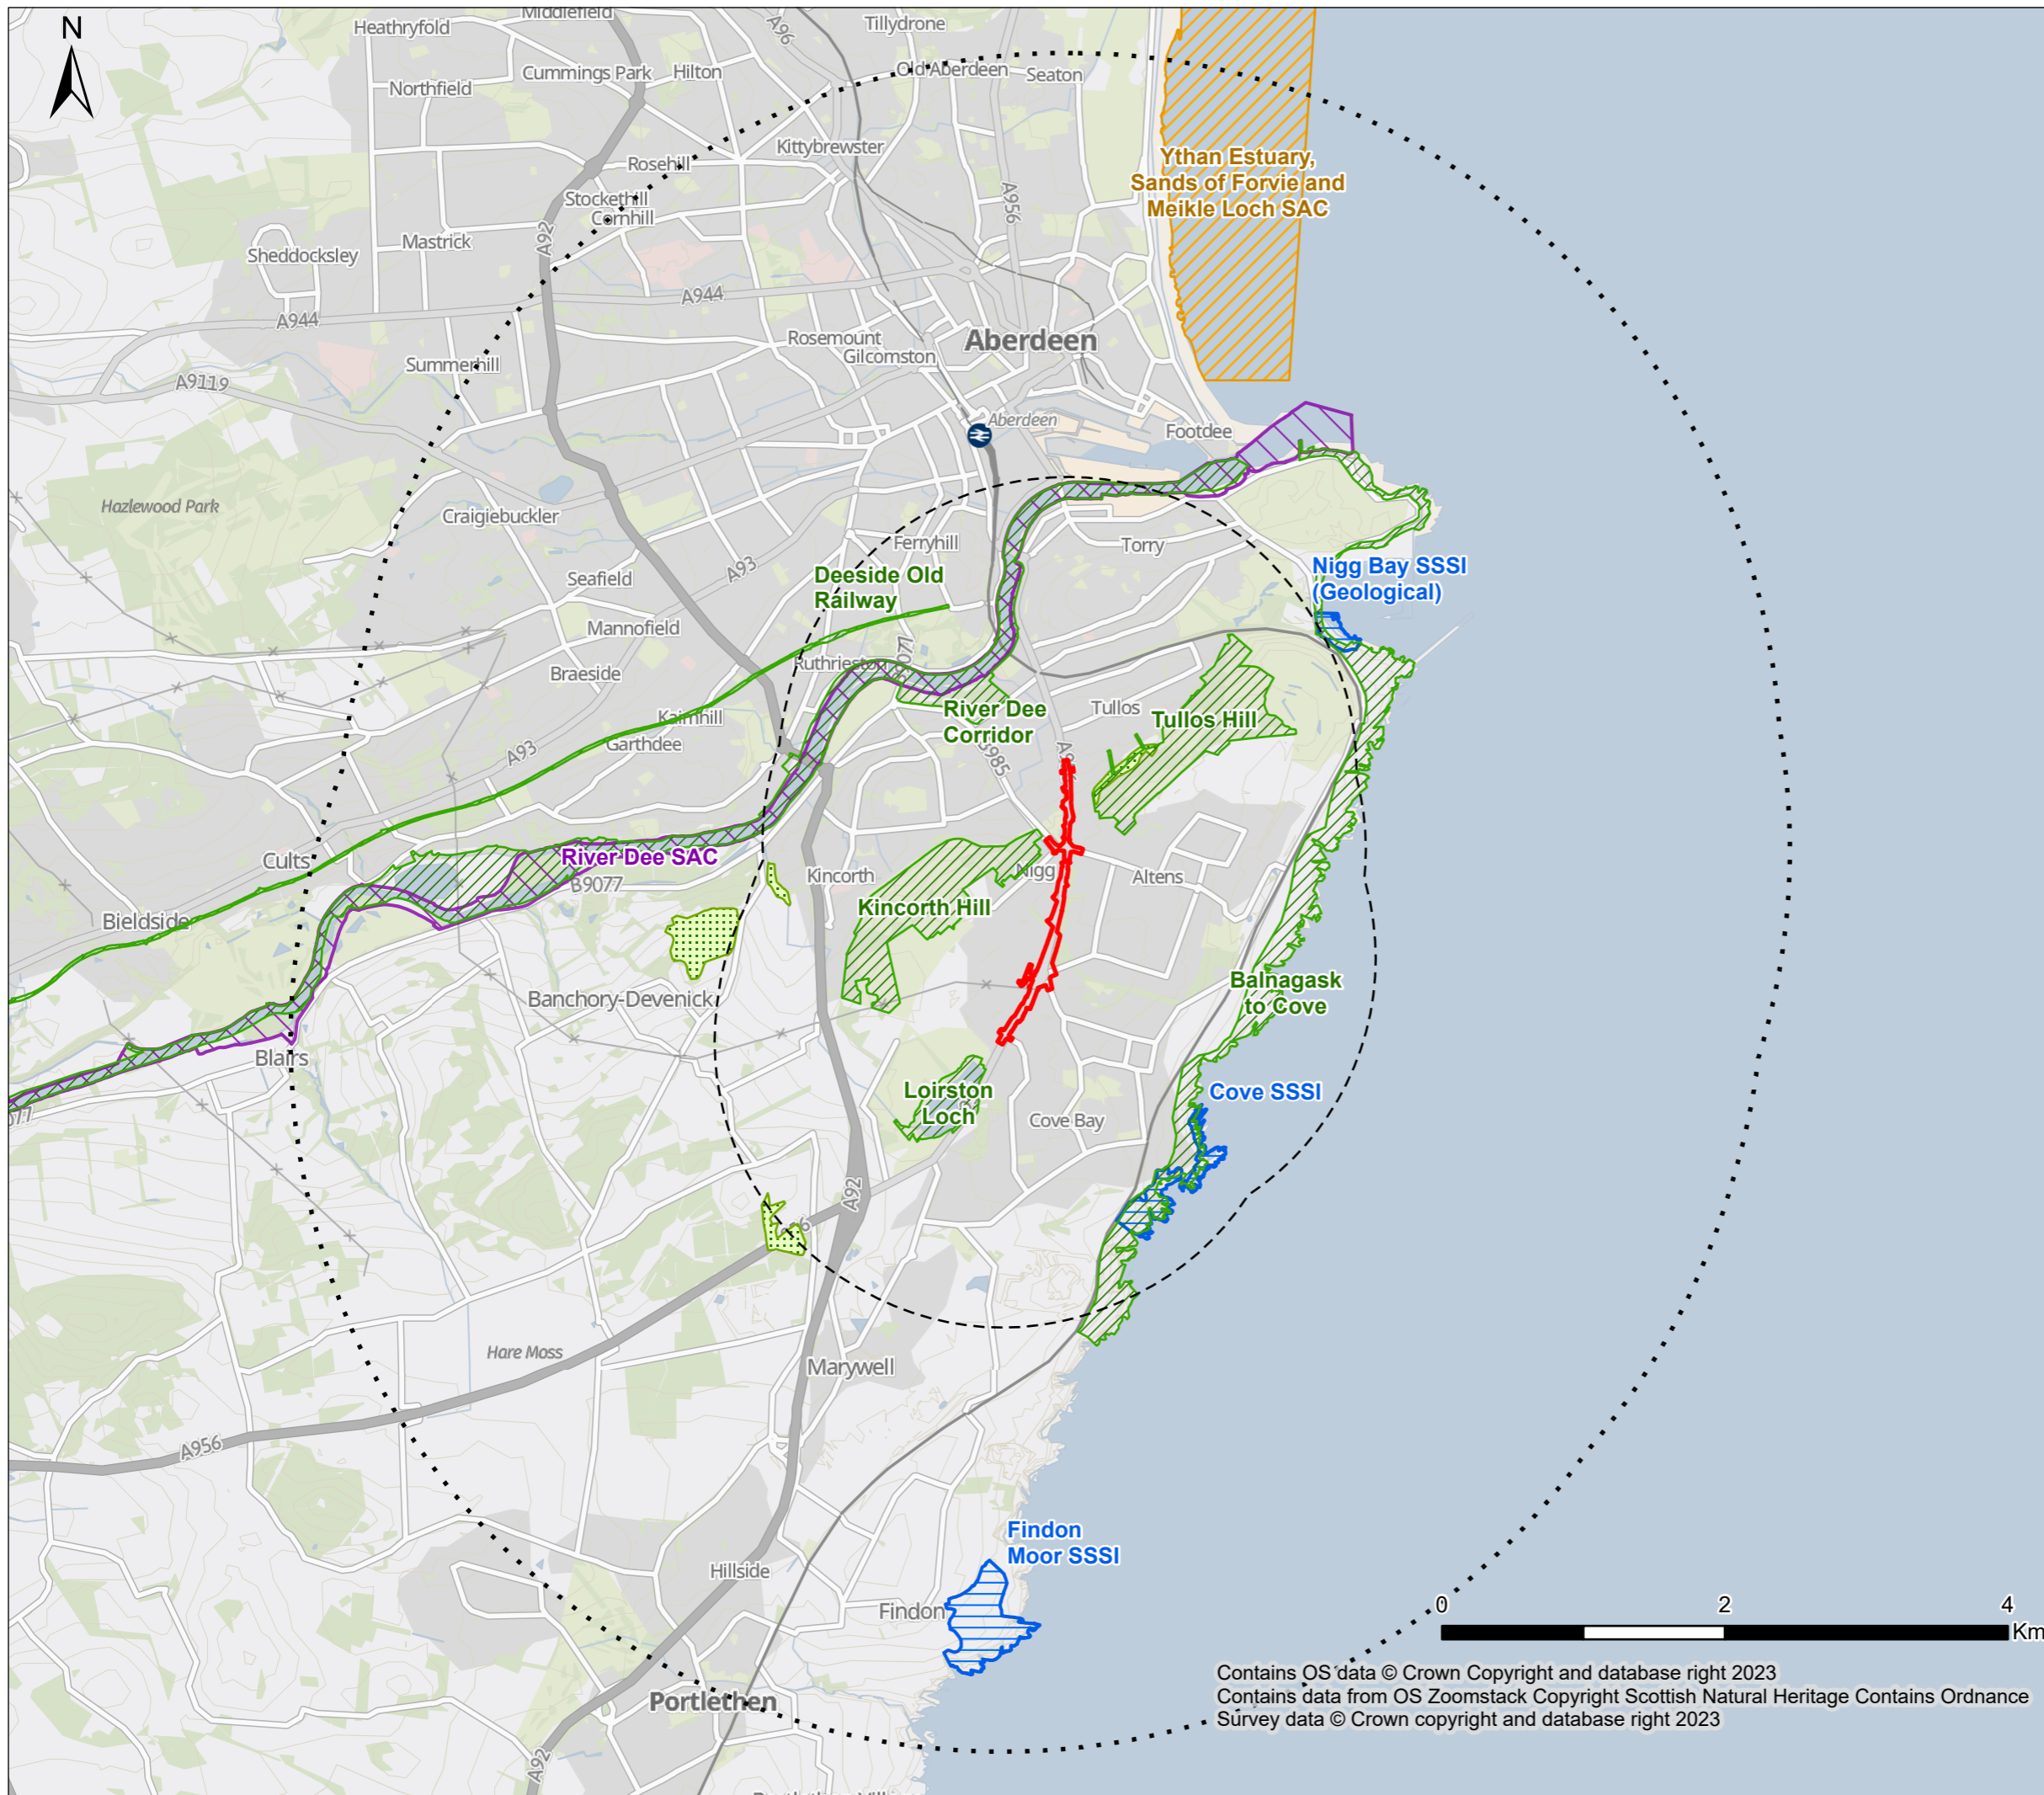 N
Heathryfold
Middlefield
A96
Tillydrone
Cummings Park
Hilton
Old Aberdeen
Seaton
Northfield
Kittybrewster
Rosehill
Ythan Estuary,
Sands of Forvie and
Meikle Loch SAC
Stockethill
Cornhill
A956
A92
Mastrick
Sheddocksley
A944
A944
Rosemount
Gilcomston
Aberdeen
Summerhill
A9119
Aberdeen
Footdee
Hazlewood Park
Craigiebuckler
Ferryhill
Torry
A93
Seafield
Deeside Old
Railway
Nigg Bay SSSI
(Geological)
Mannofield
Ruthrieston
Braeside
Kairnhill
Garthdee
River Dee
Corridor
Tullos
Tullos Hill
A93
Cults
River Dee SAC
B9077
Kincorth
Nigg
Altens
Kincorth Hill
Bieldside
Banchory-Devenick
Balnagask
to Cove
Blairs
Loirston
Loch
Cove SSSI
Cove Bay
A92
Hare Moss
Marywell
A956
Findon
Moor SSSI
Hillside
Findon
0 2 4
Km
Contains OS data © Crown Copyright and database right 2023
Contains data from OS Zoomstack Copyright Scottish Natural Heritage Contains Ordnance
Survey data © Crown copyright and database right 2023
Portlethen
A92